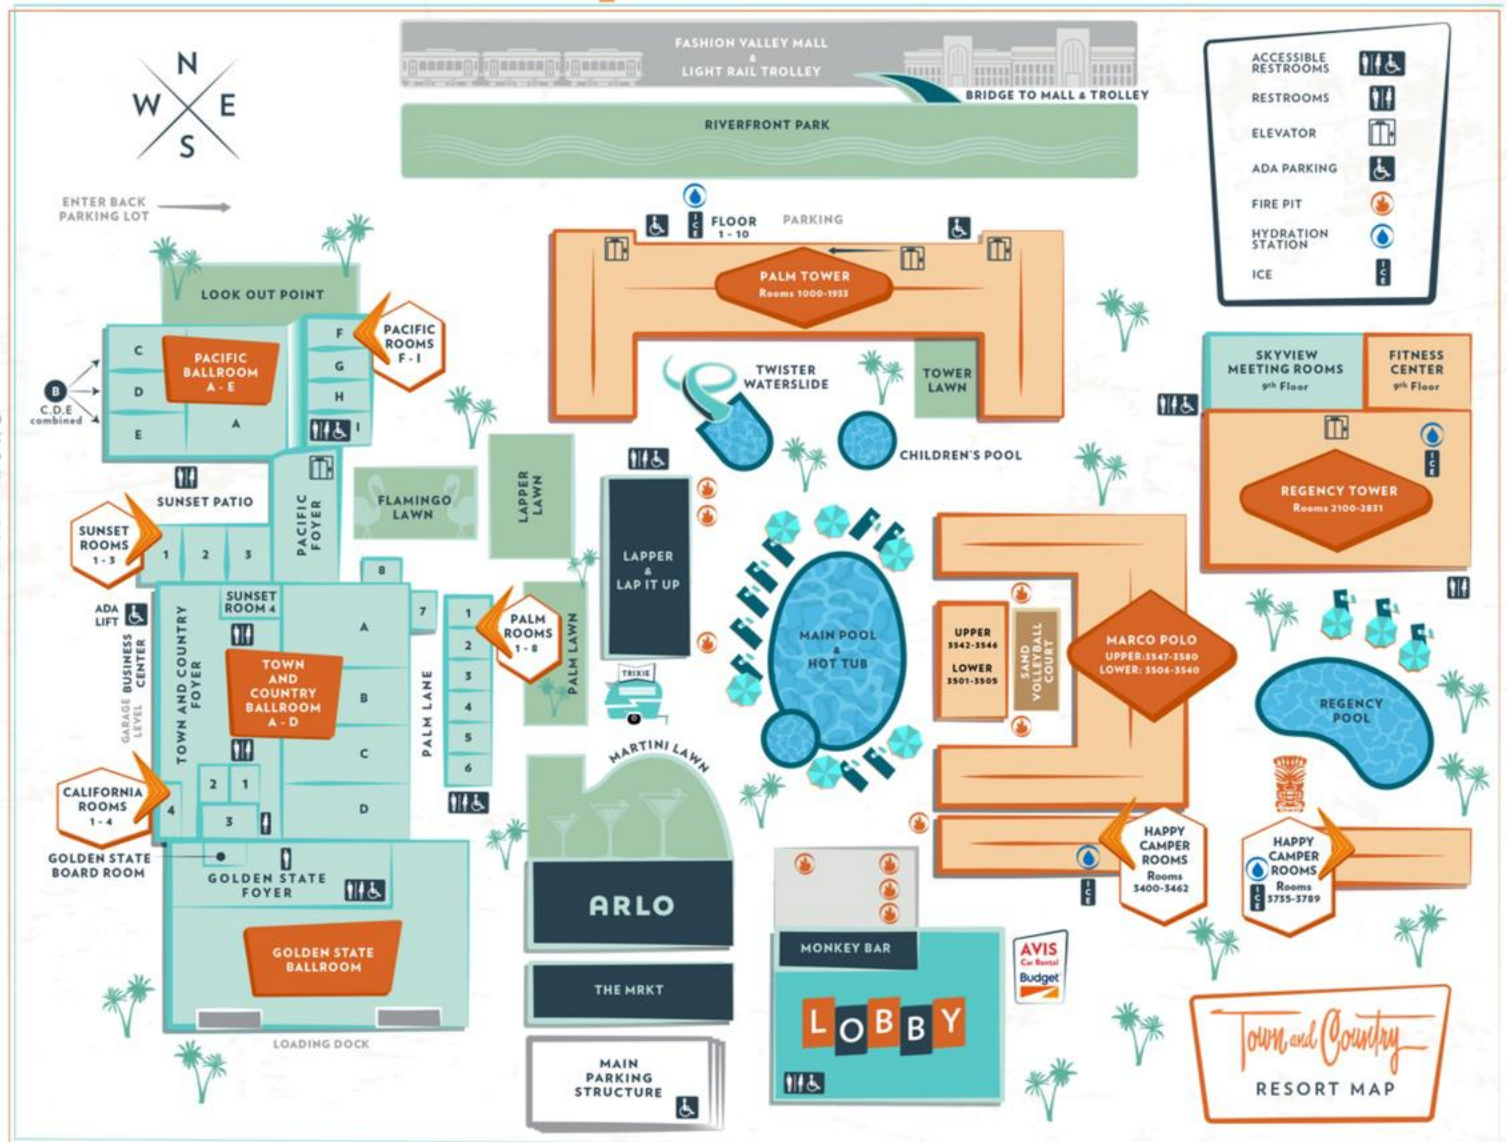 N
W E
S
FASHION VALLEY MALL
&
LIGHT RAIL TROLLEY
BRIDGE TO MALL & TROLLEY
RIVERFRONT PARK
ACCESSIBLE
RESTROOMS
RESTROOMS
ELEVATOR
ADA PARKING
FIRE PIT
HYDRATION
STATION
ICE
ICE
ENTER BACK
PARKING LOT
ICE
FLOOR
1 - 10
PARKING
PALM TOWER
Rooms 1000-1933
LOOK OUT POINT
C
D
E
PACIFIC
BALLROOM
A - E
A
F
G
H
I
PACIFIC
ROOMS
F - I
B
C,D,E
combined
TWISTER
WATERSLIDE
TOWER
LAWN
CHILDREN'S POOL
SKYVIEW
MEETING ROOMS
9th Floor
FITNESS
CENTER
9th Floor
ICE
REGENCY TOWER
Rooms 2100-2831
SUNSET PATIO
PACIFIC
FOYER
FLAMINGO
LAWN
LAPPER
LAWN
SUNSET
ROOMS
1 - 3
1
2
3
LAPPER
&
LAP IT UP
8
7
ADA
LIFT
GARAGE
LEVEL
BUSINESS
CENTER
TOWN AND COUNTRY
FOYER
SUNSET
ROOM 4
TOWN
AND
COUNTRY
BALLROOM
A - D
A
B
C
D
PALM LANE
1
2
3
4
5
6
PALM
ROOMS
1 - 8
PALM LAWN
TRIXIE
MAIN POOL
&
HOT TUB
UPPER
3542-3546
LOWER
3501-3505
SAND
VOLLEYBALL
COURT
MARCO POLO
UPPER:3547-3580
LOWER: 3506-3540
REGENCY
POOL
CALIFORNIA
ROOMS
1 - 4
4
2
1
3
MARTINI LAWN
GOLDEN STATE
BOARD ROOM
GOLDEN STATE
FOYER
GOLDEN STATE
BALLROOM
LOADING DOCK
ARLO
THE MRKT
MAIN
PARKING
STRUCTURE
MONKEY BAR
LOBBY
AVIS
Car Rental
Budget
ICE
HAPPY
CAMPER
ROOMS
Rooms
3400-3462
ICE
HAPPY
CAMPER
ROOMS
Rooms
3735-3789
Town and Country
RESORT MAP